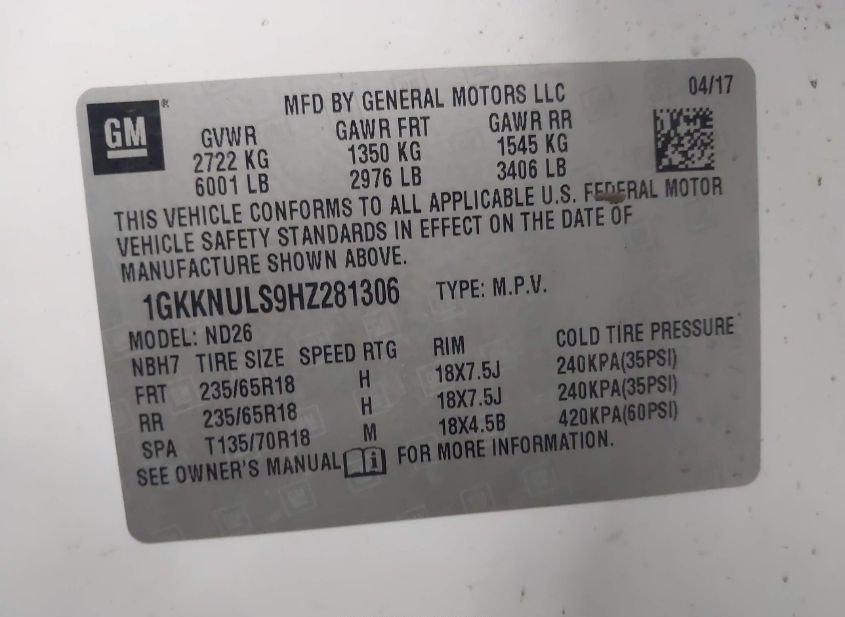 GM ® MFD BY GENERAL MOTORS LLC 04/17
GVWR GAWR FRT GAWR RR
2722 KG 1350 KG 1545 KG
6001 LB 2976 LB 3406 LB
THIS VEHICLE CONFORMS TO ALL APPLICABLE U.S. FEDERAL MOTOR
VEHICLE SAFETY STANDARDS IN EFFECT ON THE DATE OF
MANUFACTURE SHOWN ABOVE.
1GKKNULS9HZ281306 TYPE: M.P.V.
MODEL: ND26
NBH7 TIRE SIZE SPEED RTG RIM COLD TIRE PRESSURE
FRT 235/65R18 H 18X7.5J 240KPA(35PSI)
RR 235/65R18 H 18X7.5J 240KPA(35PSI)
SPA T135/70R18 M 18X4.5B 420KPA(60PSI)
SEE OWNER'S MANUAL i FOR MORE INFORMATION.